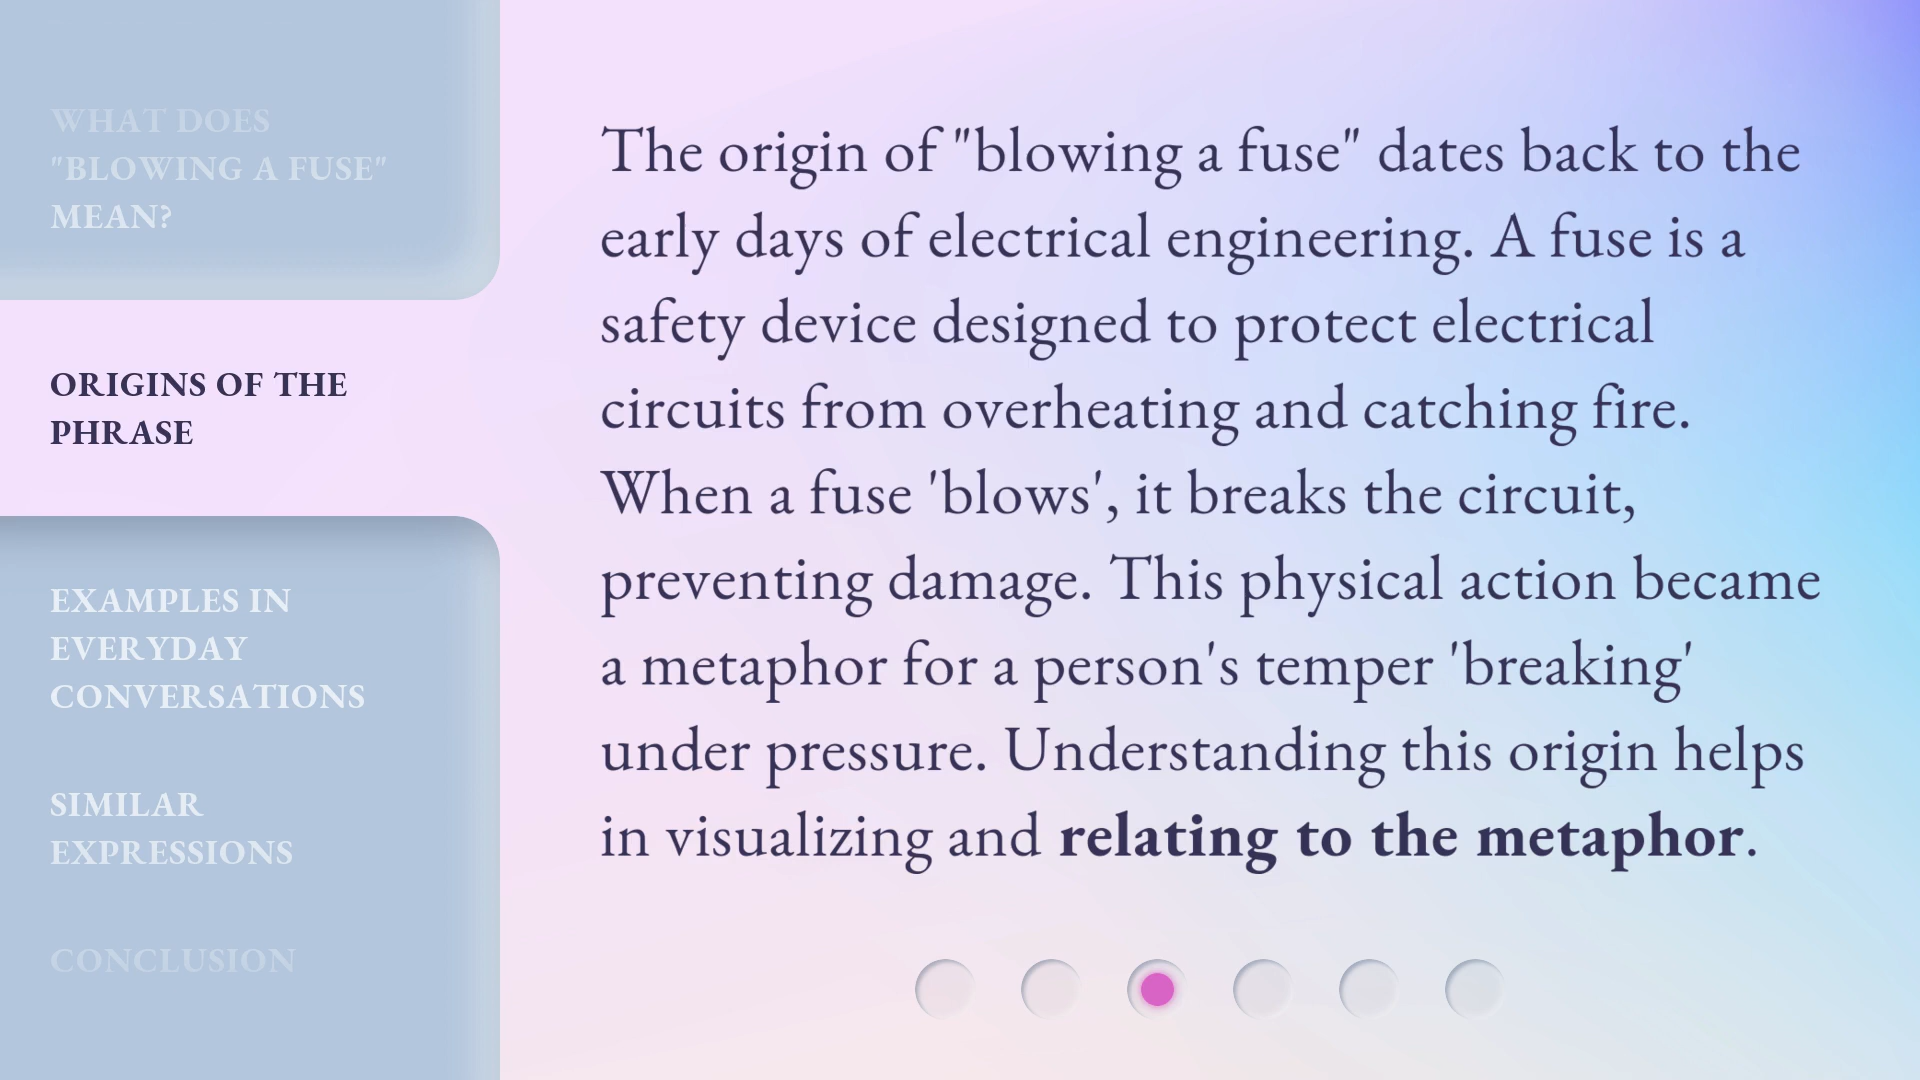 WHAT DOES
"BLOWING A FUSE"
MEAN?
ORIGINS OF THE
PHRASE
EXAMPLES IN
EVERYDAY
CONVERSATIONS
SIMILAR
EXPRESSIONS
CONCLUSION
The origin of "blowing a fuse" dates back to the
early days of electrical engineering. A fuse is a
safety device designed to protect electrical
circuits from overheating and catching fire.
When a fuse 'blows', it breaks the circuit,
preventing damage. This physical action became
a metaphor for a person's temper 'breaking'
under pressure. Understanding this origin helps
in visualizing and relating to the metaphor.